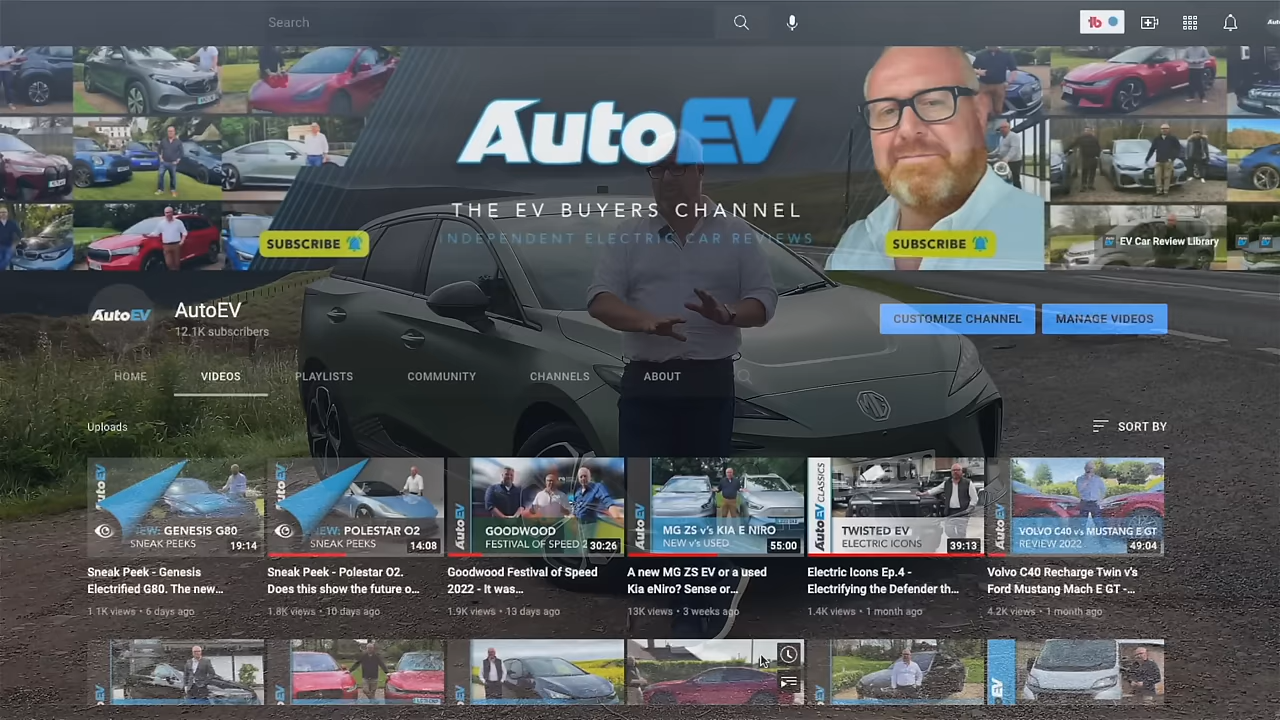 Search
AutoEV
THE EV BUYERS CHANNEL
INDEPENDENT ELECTRIC CAR REVIEWS
SUBSCRIBE
SUBSCRIBE
EV Car Review Library
AutoEV
AutoEV
12.1K subscribers
CUSTOMIZE CHANNEL
MANAGE VIDEOS
HOME
VIDEOS
PLAYLISTS
COMMUNITY
CHANNELS
ABOUT
Uploads
SORT BY
GENESIS G80
SNEAK PEEKS
19:14
POLESTAR O2
SNEAK PEEKS
14:08
AutoEV
GOODWOOD
FESTIVAL OF SPEED 2
30:26
AutoEV
MG ZS v's KIA E NIRO
NEW v's USED
55:00
AutoEV CLASSICS
TWISTED EV
ELECTRIC ICONS
39:13
AutoEV
VOLVO C40 v's MUSTANG E GT
REVIEW 2022
49:04
Sneak Peek - Genesis
Electrified G80. The new...
1.1K views • 6 days ago
Sneak Peek - Polestar O2.
Does this show the future o...
1.8K views • 10 days ago
Goodwood Festival of Speed
2022 - It was...
1.9K views • 13 days ago
A new MG ZS EV or a used
Kia eNiro? Sense or...
13K views • 3 weeks ago
Electric Icons Ep.4 -
Electrifying the Defender th...
1.4K views • 1 month ago
Volvo C40 Recharge Twin v's
Ford Mustang Mach E GT -...
4.2K views • 1 month ago